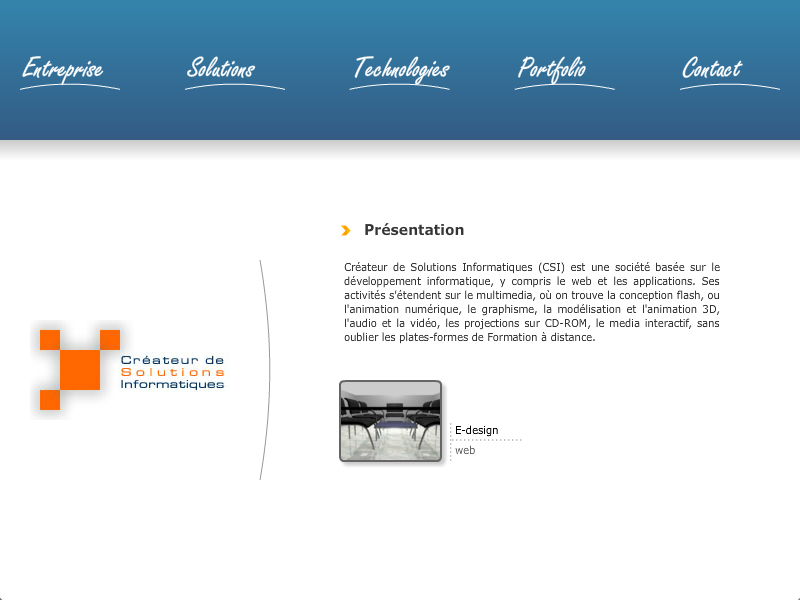 Entreprise Solutions Technologies Portfolio Contact
Présentation
Créateur de Solutions Informatiques (CSI) est une société basée sur le
développement informatique, y compris le web et les applications. Ses
activités s'étendent sur le multimedia, où on trouve la conception flash, ou
l'animation numérique, le graphisme, la modélisation et l'animation 3D,
l'audio et la vidéo, les projections sur CD-ROM, le media interactif, sans
oublier les plates-formes de Formation à distance.
Créateur de
Solutions
Informatiques
E-design
web